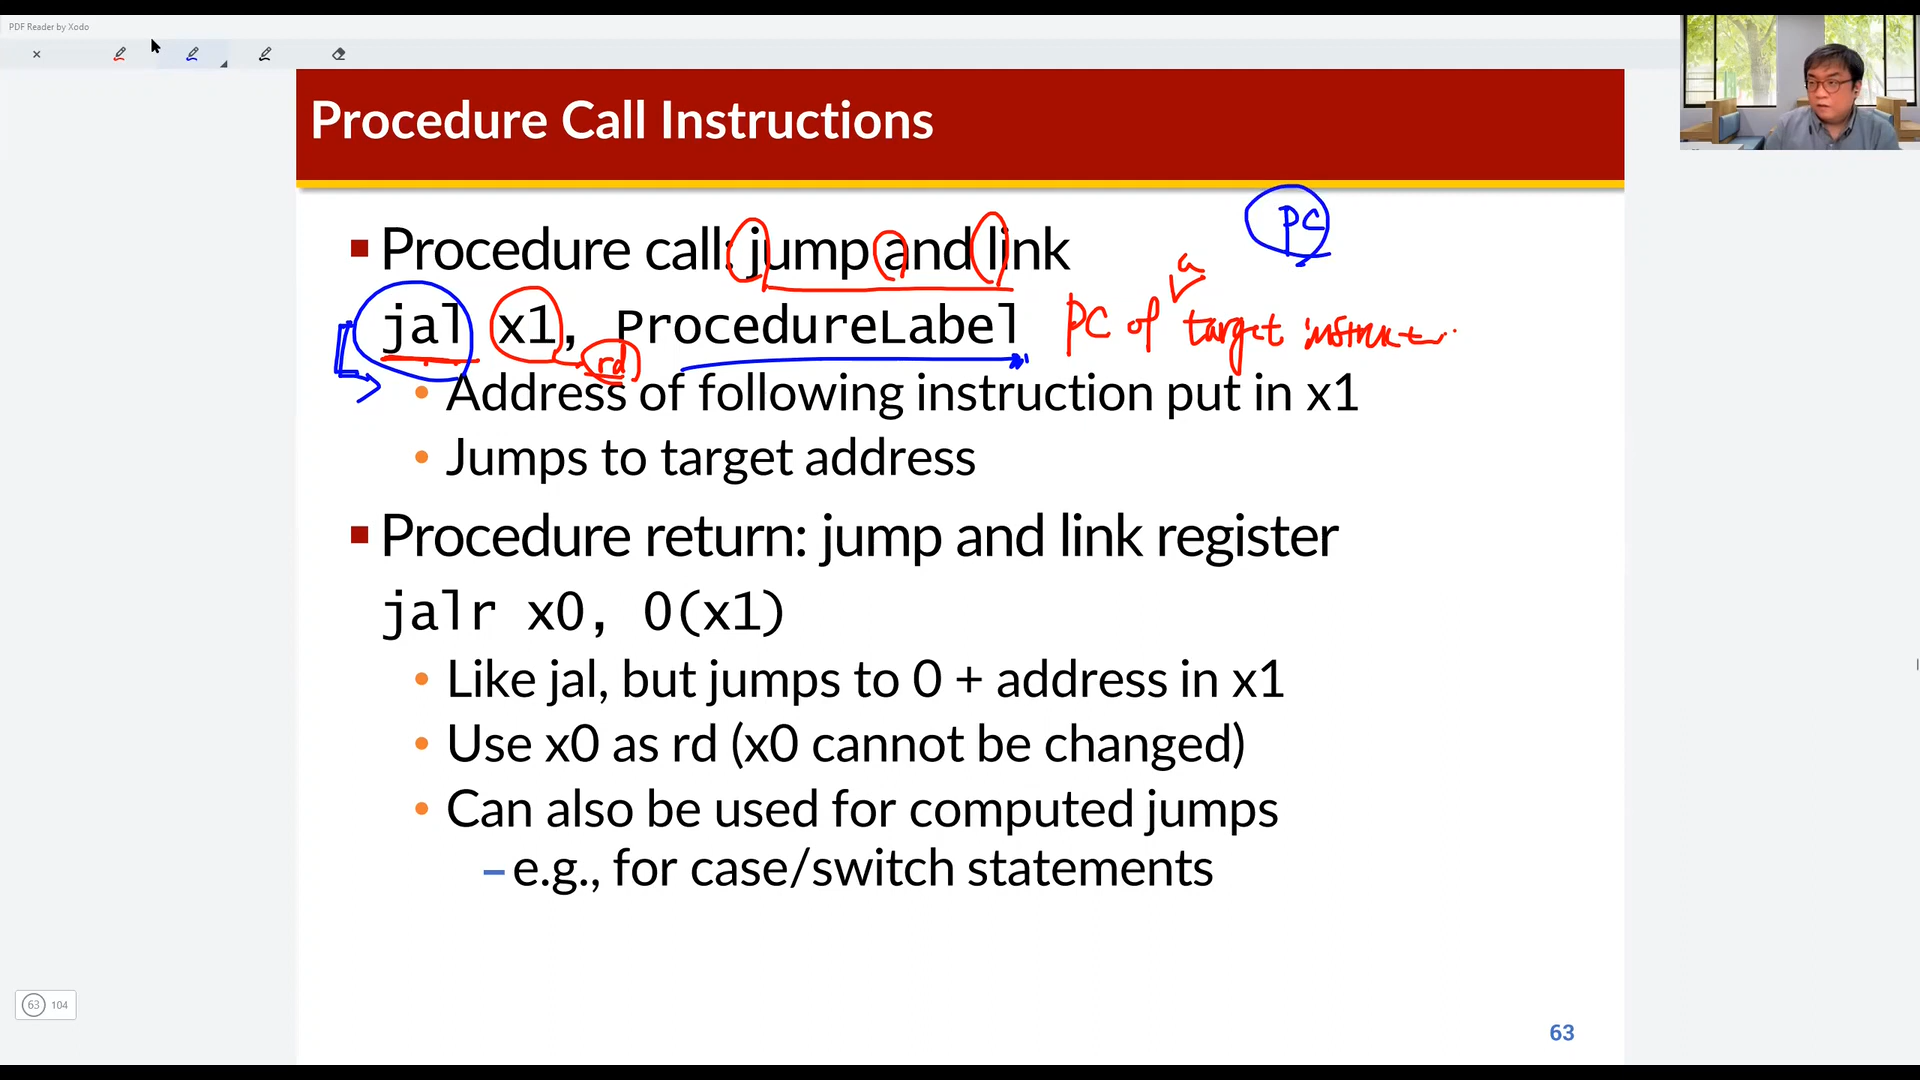 PDF Reader by Xodo
Procedure Call Instructions
PC
Procedure call: jump and link
a
jal x1, ProcedureLabel PC of target
rd
Address of following instruction put in x1
Jumps to target address
Procedure return: jump and link register
jalr x0, 0(x1)
Like jal, but jumps to 0 + address in x1
Use x0 as rd (x0 cannot be changed)
Can also be used for computed jumps
–e.g., for case/switch statements
63 104
63